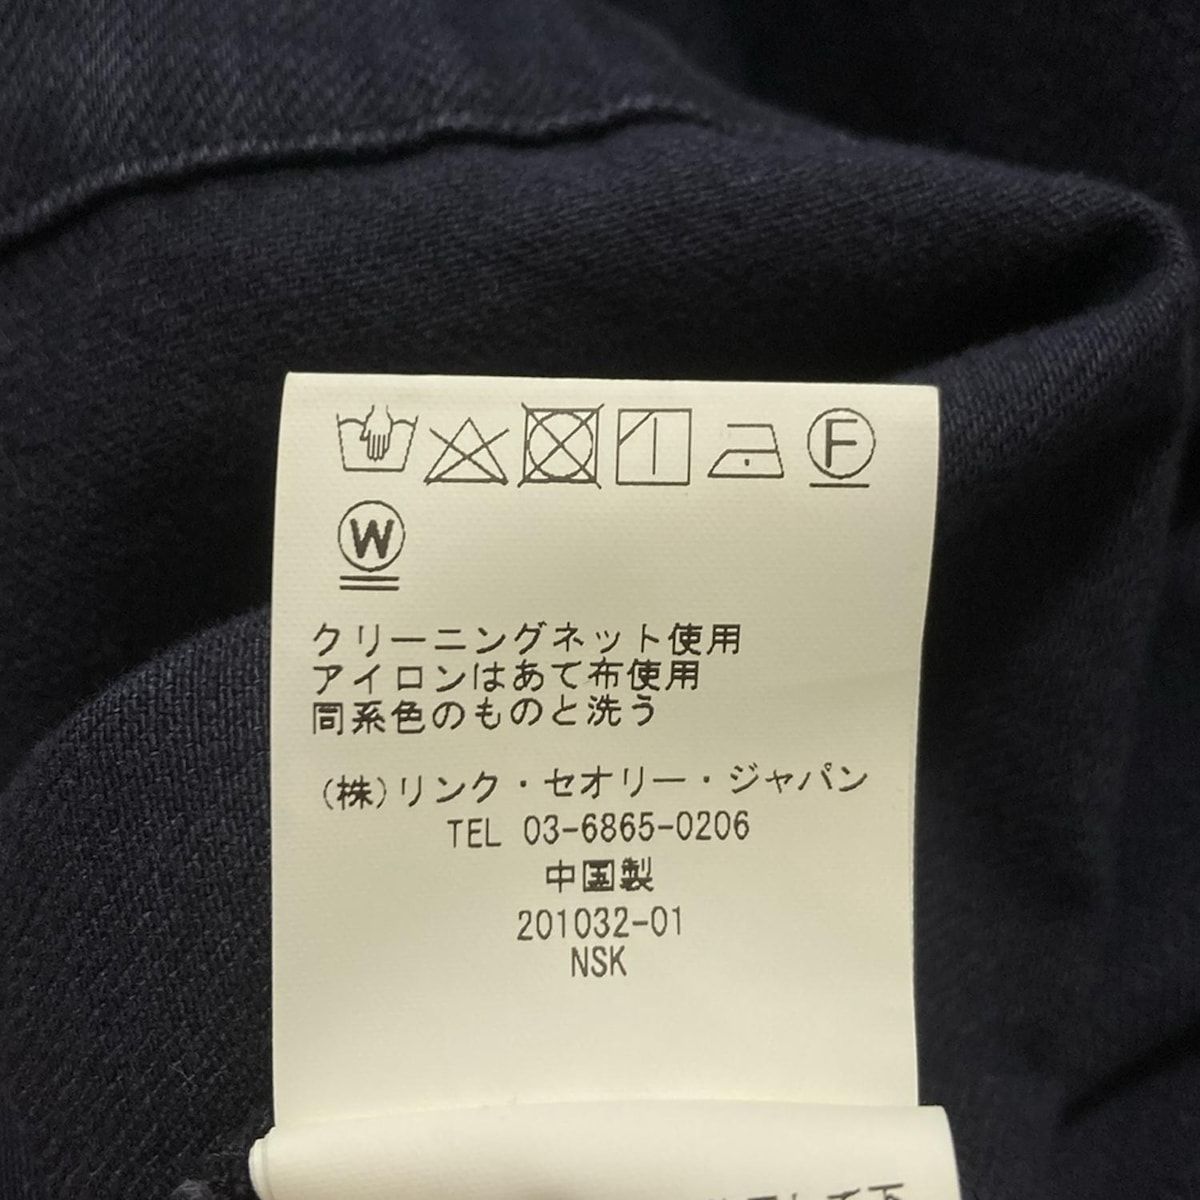 F
W
クリーニングネット使用
アイロンはあて布使用
同系色のものと洗う
(株)リンク・セオリー・ジャパン
TEL 03-6865-0206
中国製
201032-01
NSK